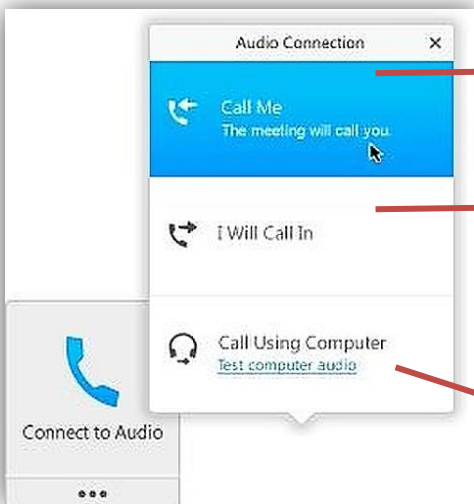 Audio Connection
Call Me
The meeting will call you.
I Will Call In
Call Using Computer
Test computer audio
Connect to Audio